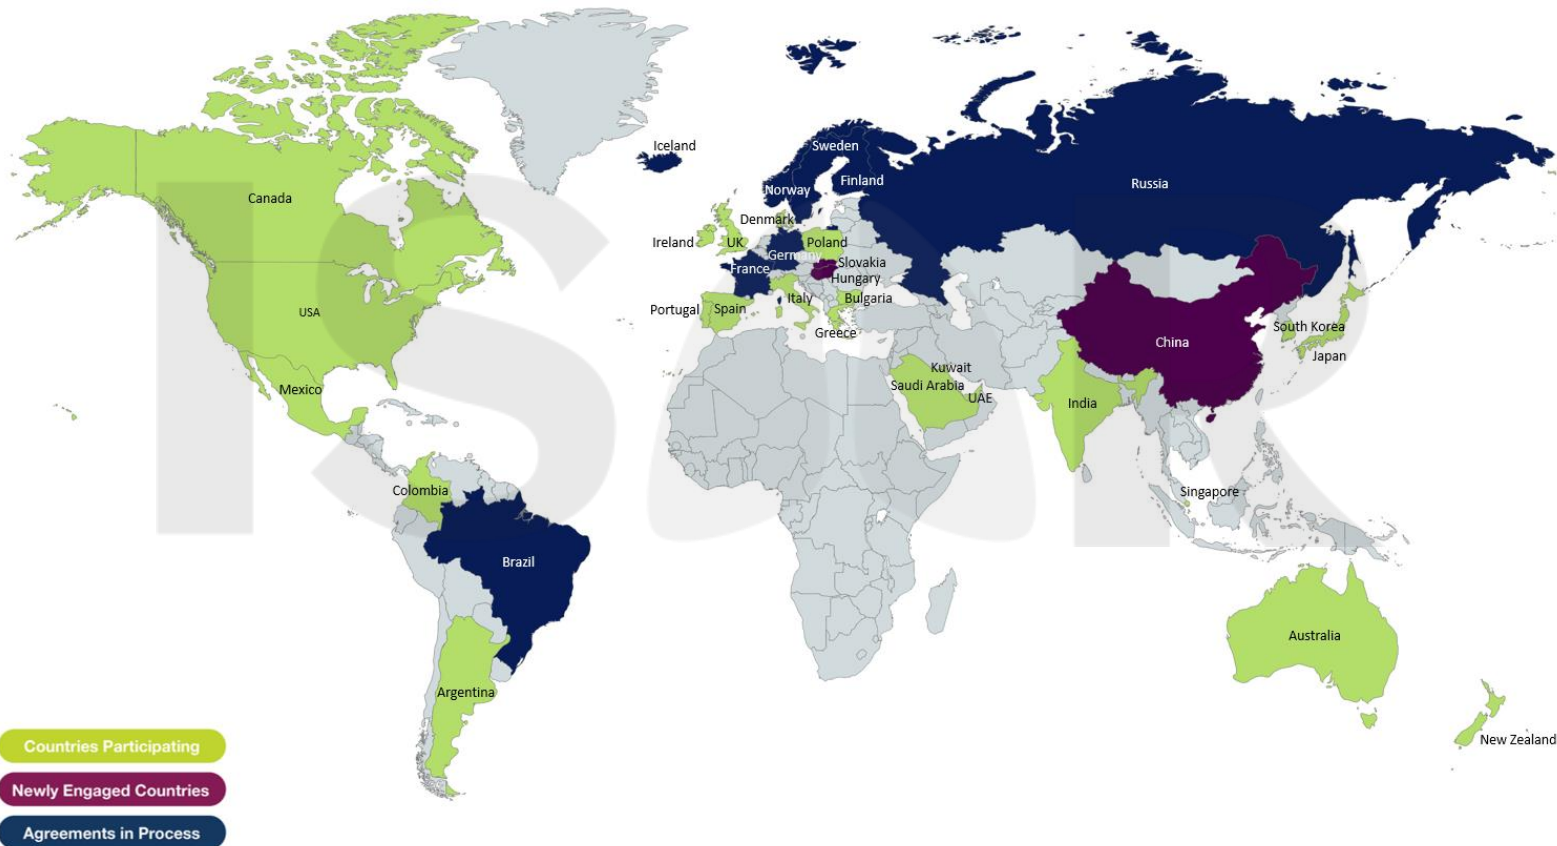 Iceland
Sweden
Finland
Norway
Russia
Canada
Denmark
Ireland
UK
Poland
Germany
Slovakia
France
Hungary
Italy
Bulgaria
Portugal
Spain
USA
Greece
South Korea
China
Japan
Kuwait
Saudi Arabia
UAE
Mexico
India
Colombia
Singapore
Brazil
Australia
Argentina
New Zealand
ISAR
Countries Participating
Newly Engaged Countries
Agreements in Process